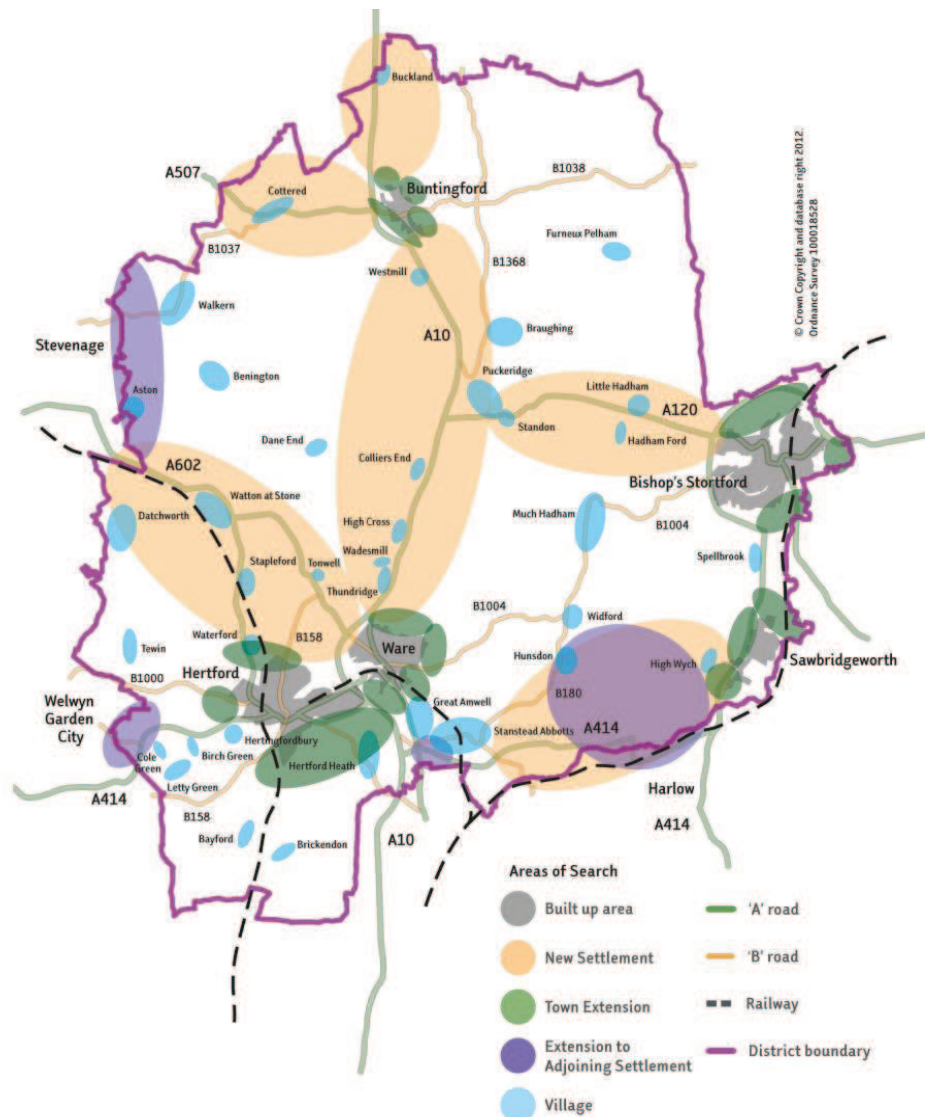 Buckland
A507
Cottered
Buntingford
B1038
B1037
Furneux Pelham
Westmill
B1368
© Crown Copyright and database right 2012.
Ordnance Survey 100018528
Walkern
Stevenage
A10
Braughing
Benington
Puckeridge
Aston
Little Hadham
A120
Standon
Hadham Ford
Dane End
A602
Colliers End
Bishop's Stortford
Watton at Stone
Datchworth
Much Hadham
B1004
High Cross
Wadesmill
Stapleford
Tonwell
Thundridge
Spellbrook
B1004
Widford
B158
Waterford
Ware
Tewin
Hunsdon
High Wych
Sawbridgeworth
Hertford
B1000
B180
Great Amwell
Welwyn
Garden
City
Stanstead Abbotts
A414
Hertingfordbury
Cole
Green
Birch Green
Hertford Heath
Letty Green
Harlow
A414
B158
A414
Bayford
A10
Brickendon
Areas of Search
Built up area
'A' road
New Settlement
'B' road
Town Extension
Railway
Extension to
Adjoining Settlement
District boundary
Village